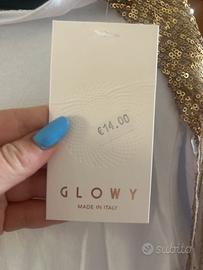 €14.00
GLOWY
MADE IN ITALY
subito